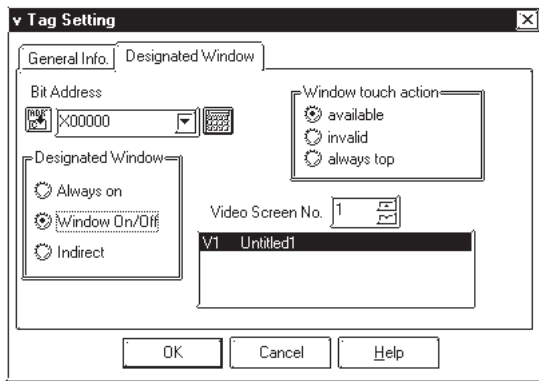 v Tag Setting
General Info.
Designated Window
Bit Address
X00000
Designated Window
Always on
Window On/Off
Indirect
Window touch action
available
invalid
always top
Video Screen No. 1
V1 Untitled1
OK
Cancel
Help